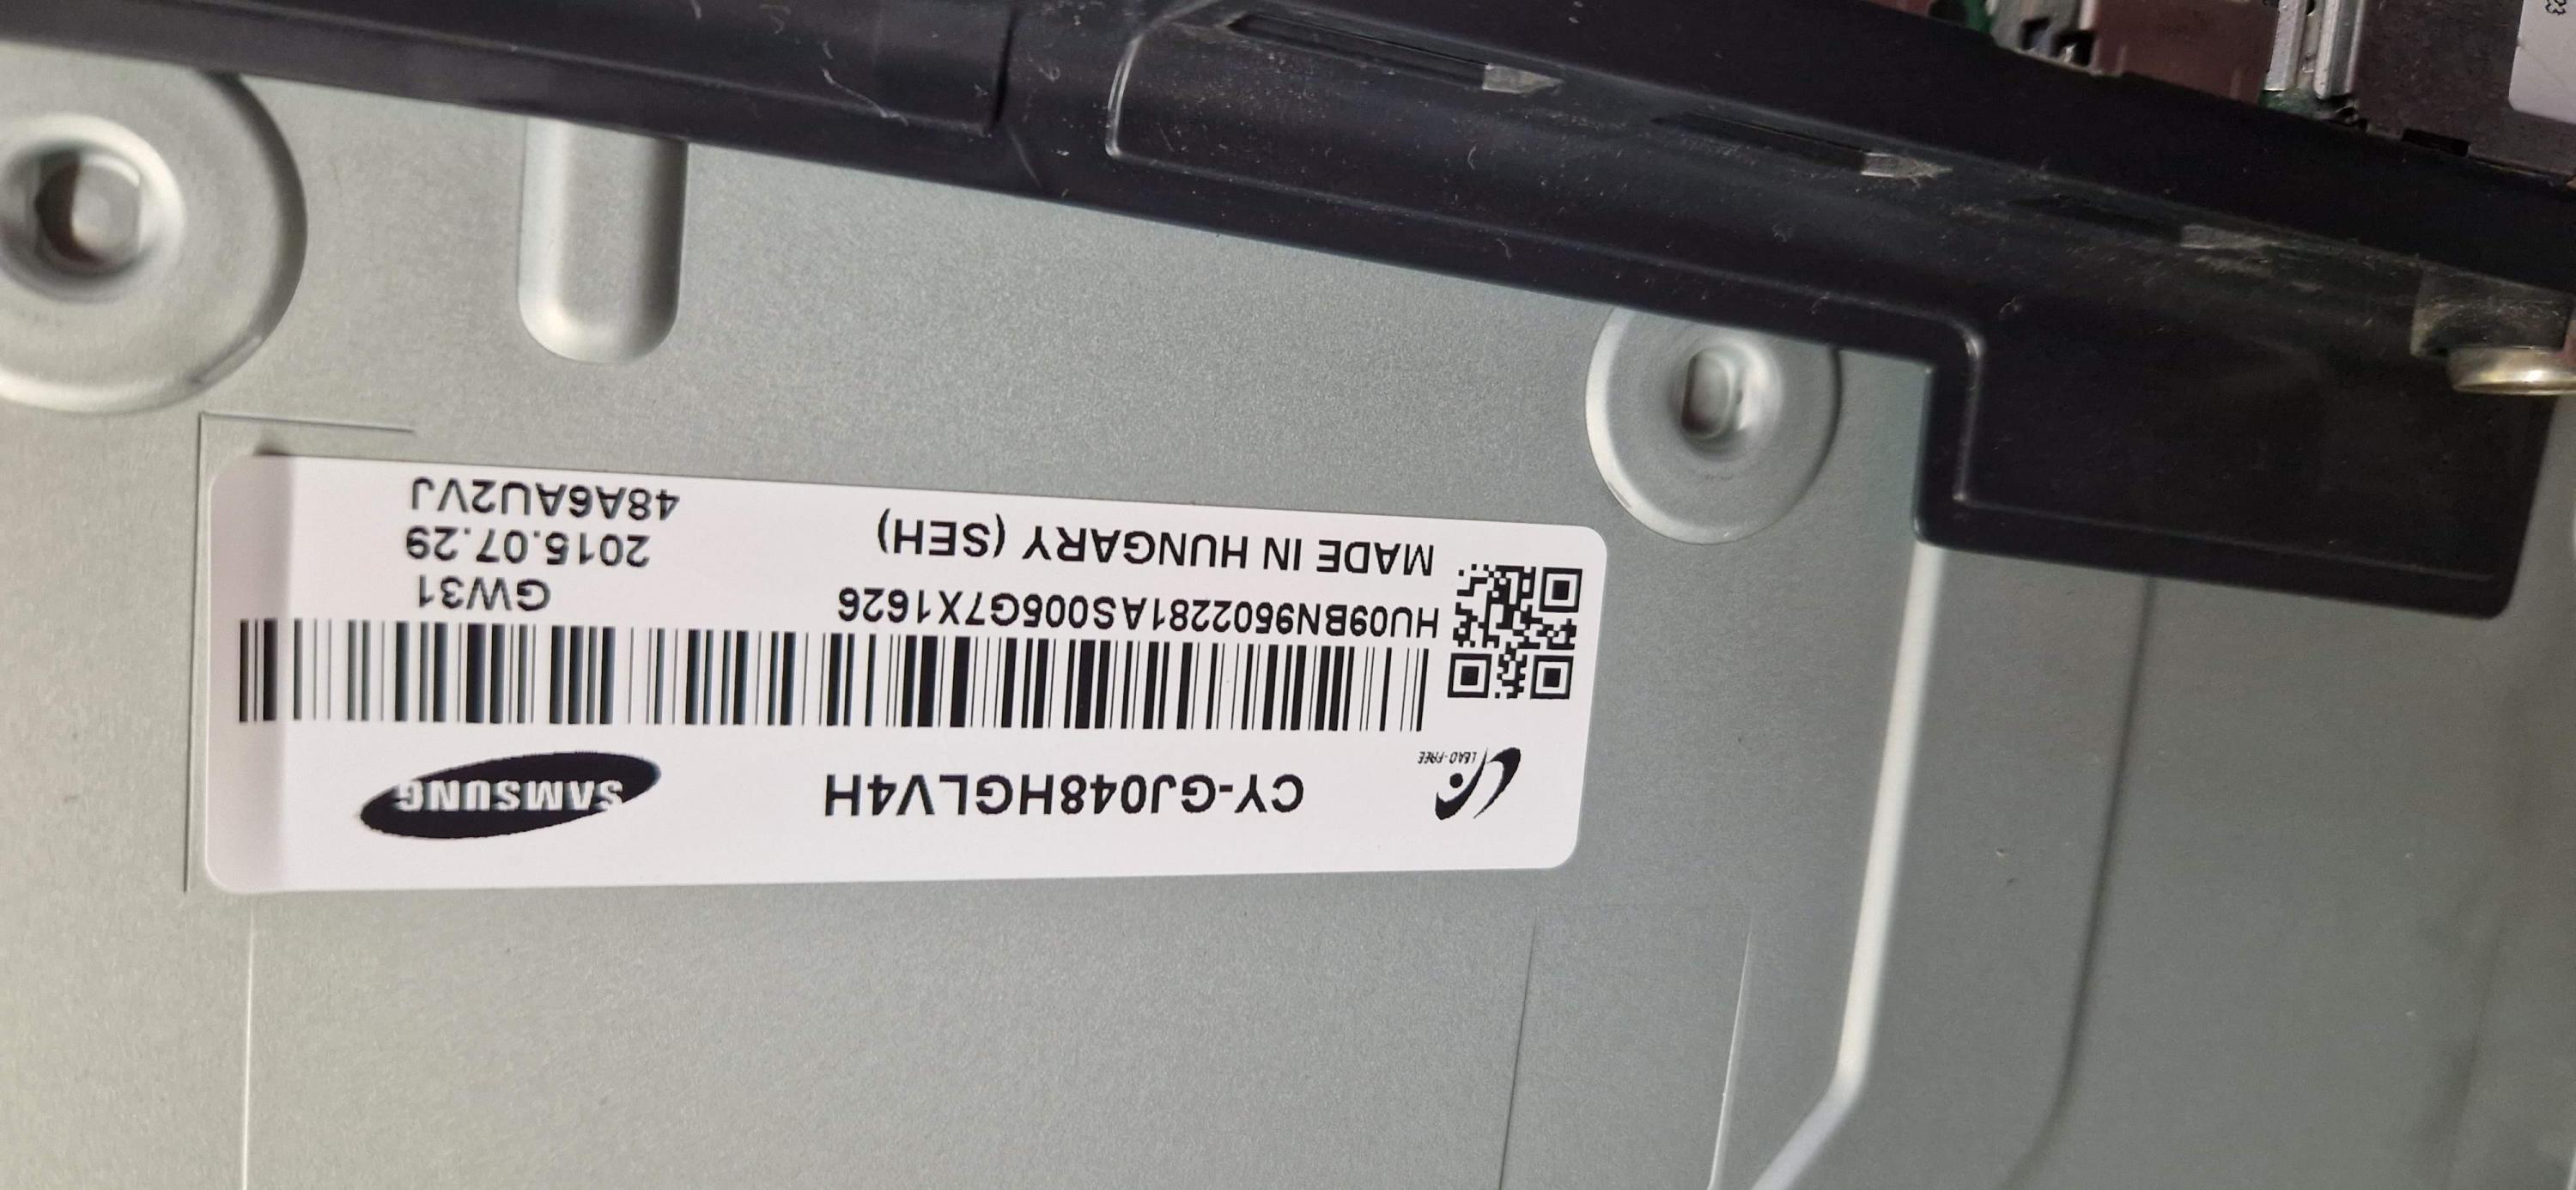 CY-GJ048HGLV4H
SAMSUNG
LEAD-FREE
HU09BN9602281AS006G7X1626
GW31
MADE IN HUNGARY (SEH)
2015.07.29
48A6AU2VJ